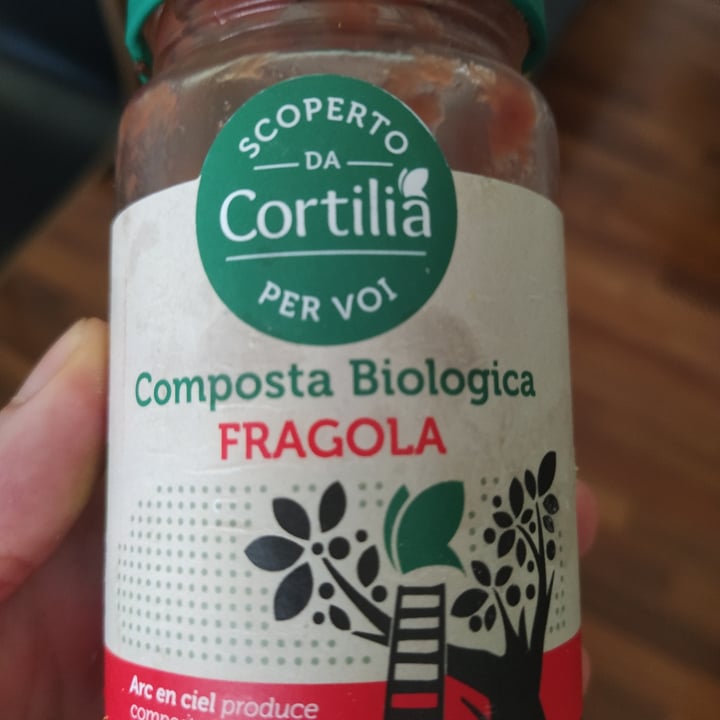 SCOPERTO
DA
Cortilia
PER VOI
Composta Biologica
FRAGOLA
Arc en ciel produce